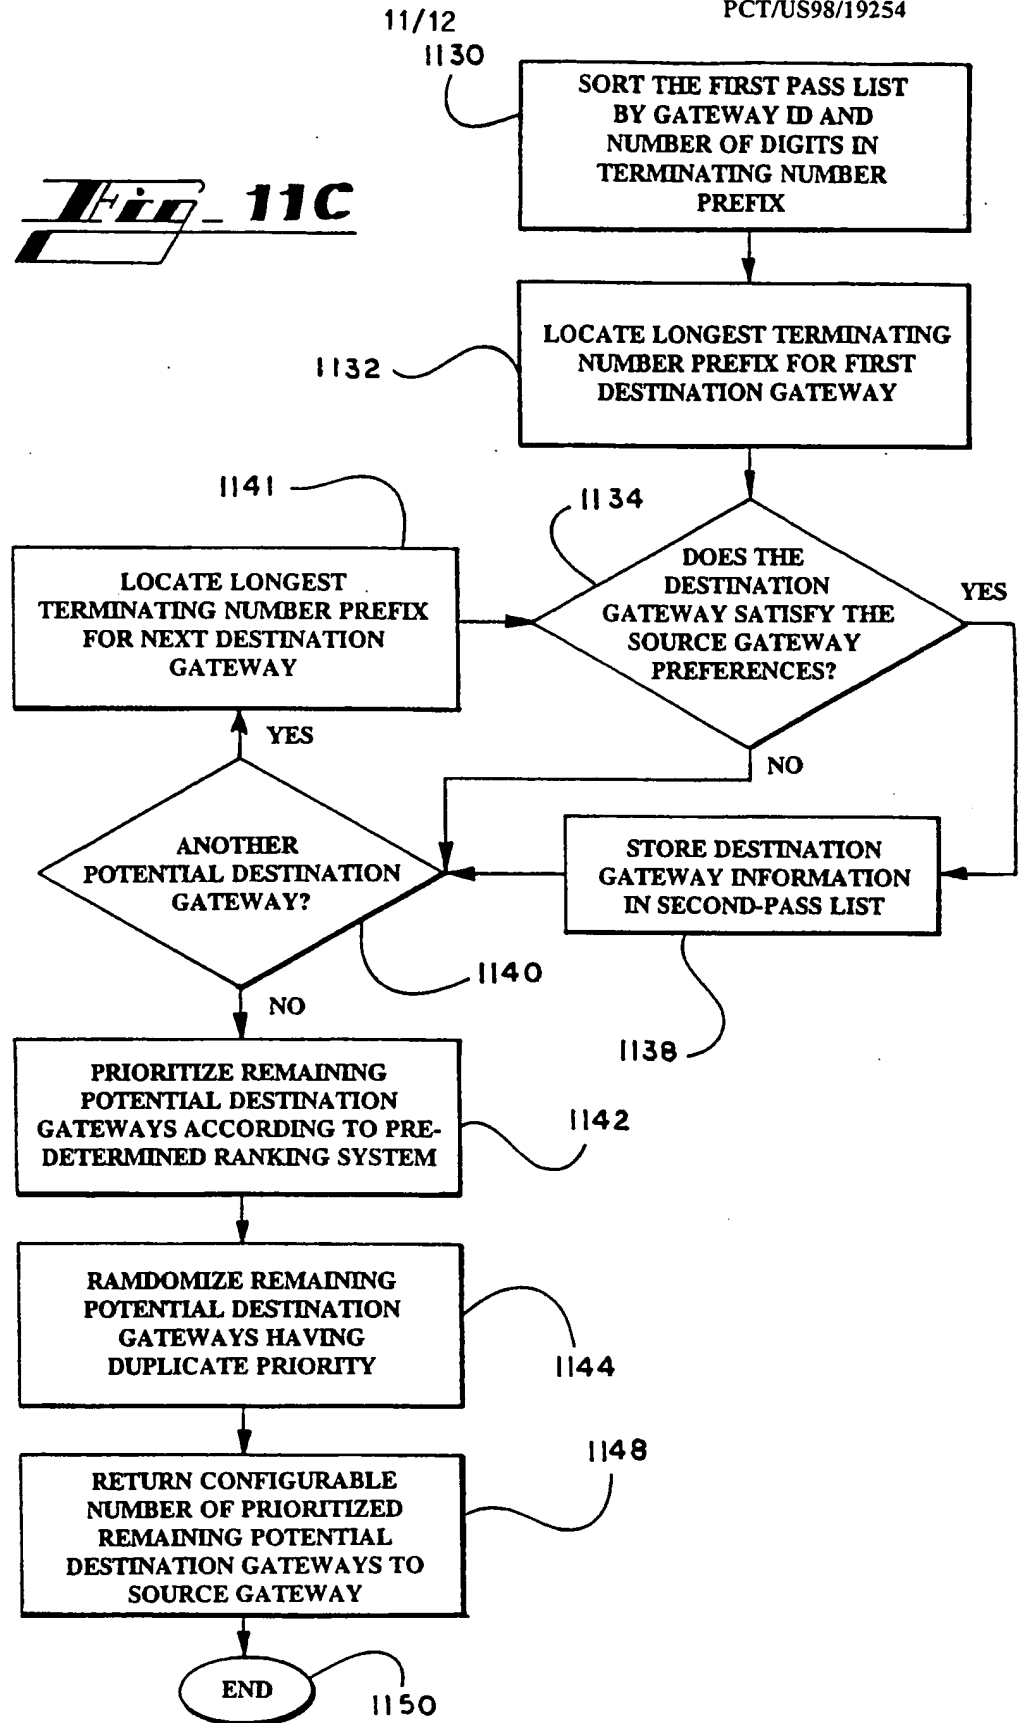 PCT/US98/19254
11/12
1130
SORT THE FIRST PASS LIST
BY GATEWAY ID AND
NUMBER OF DIGITS IN
TERMINATING NUMBER
PREFIX
Fig_ 11C
LOCATE LONGEST TERMINATING
NUMBER PREFIX FOR FIRST
DESTINATION GATEWAY
1132
1141
1134
LOCATE LONGEST
TERMINATING NUMBER PREFIX
FOR NEXT DESTINATION
GATEWAY
DOES THE
DESTINATION
GATEWAY SATISFY THE
SOURCE GATEWAY
PREFERENCES?
YES
YES
NO
ANOTHER
POTENTIAL DESTINATION
GATEWAY?
STORE DESTINATION
GATEWAY INFORMATION
IN SECOND-PASS LIST
1140
NO
1138
PRIORITIZE REMAINING
POTENTIAL DESTINATION
GATEWAYS ACCORDING TO PRE-
DETERMINED RANKING SYSTEM
1142
RAMDOMIZE REMAINING
POTENTIAL DESTINATION
GATEWAYS HAVING
DUPLICATE PRIORITY
1144
1148
RETURN CONFIGURABLE
NUMBER OF PRIORITIZED
REMAINING POTENTIAL
DESTINATION GATEWAYS TO
SOURCE GATEWAY
END
1150